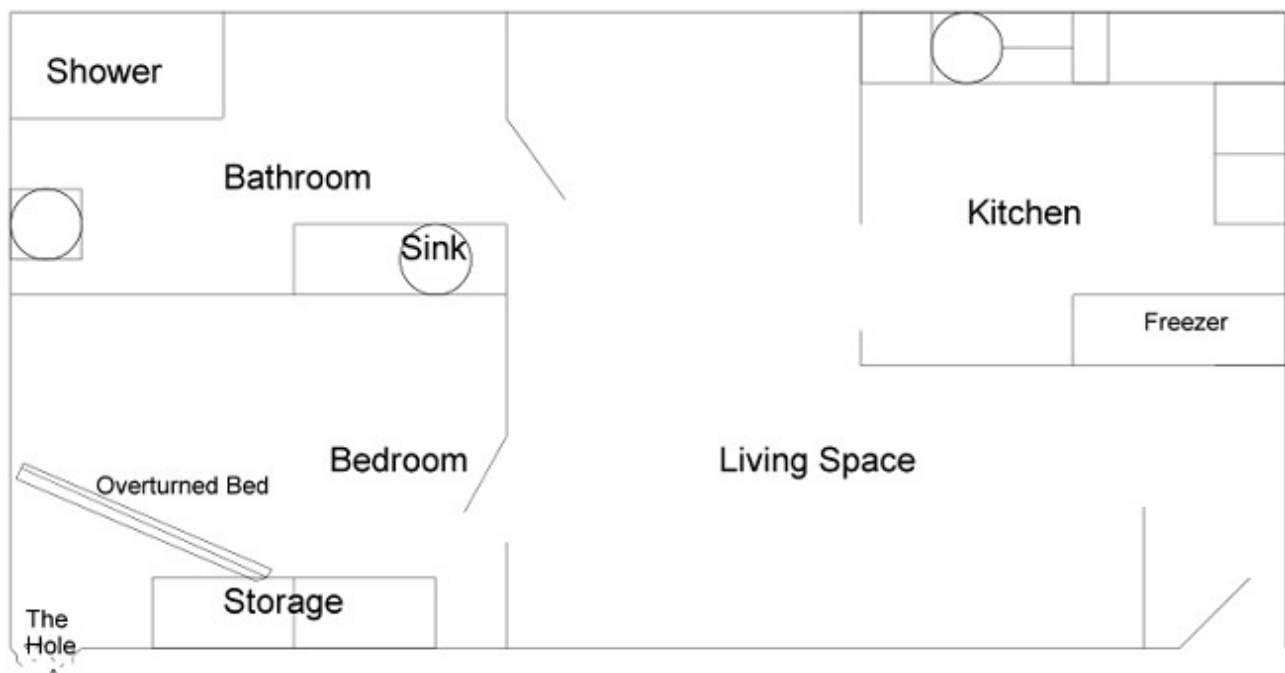 Shower
Bathroom
Kitchen
Sink
Freezer
Bedroom
Living Space
Overturned Bed
Storage
The
Hole